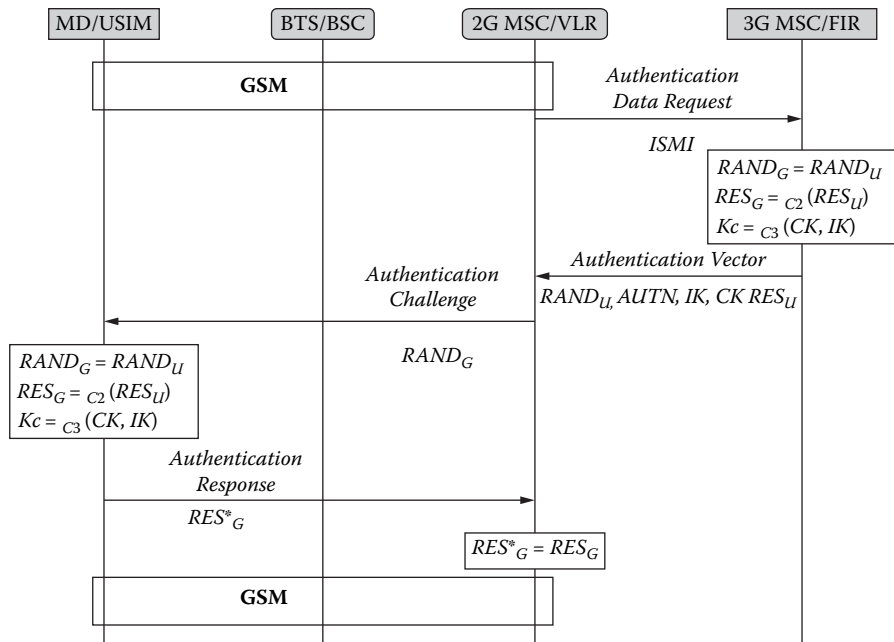 MD/USIM
BTS/BSC
2G MSC/VLR
3G MSC/FIR
GSM
Authentication
Data Request
ISMI
RAND_G = RAND_U
RES_G = C2 (RES_U)
Kc = C3 (CK, IK)
Authentication Vector
RAND_U, AUTN, IK, CK RES_U
Authentication
Challenge
RAND_G
RAND_G = RAND_U
RES_G = C2 (RES_U)
Kc = C3 (CK, IK)
Authentication
Response
RES*_G
RES*_G = RES_G
GSM